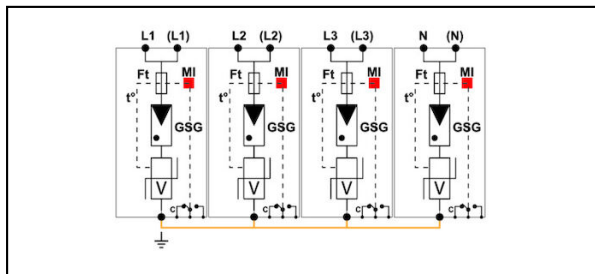 L1 (L1) L2 (L2) L3 (L3) N (N)
Ft MI Ft MI Ft MI Ft MI
t° t° t° t°
GSG GSG GSG GSG
V V V V
C C C C